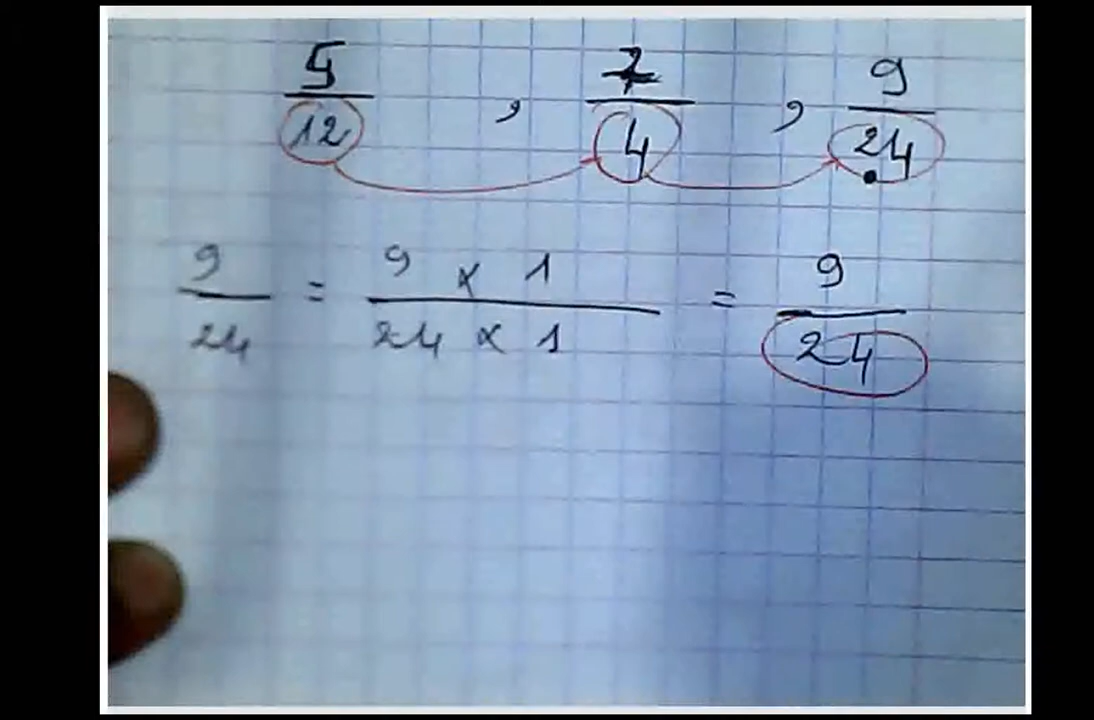 5/12 , 7/4 , 9/24
9/24 = 9 x 1 / 24 x 1 = 9/24